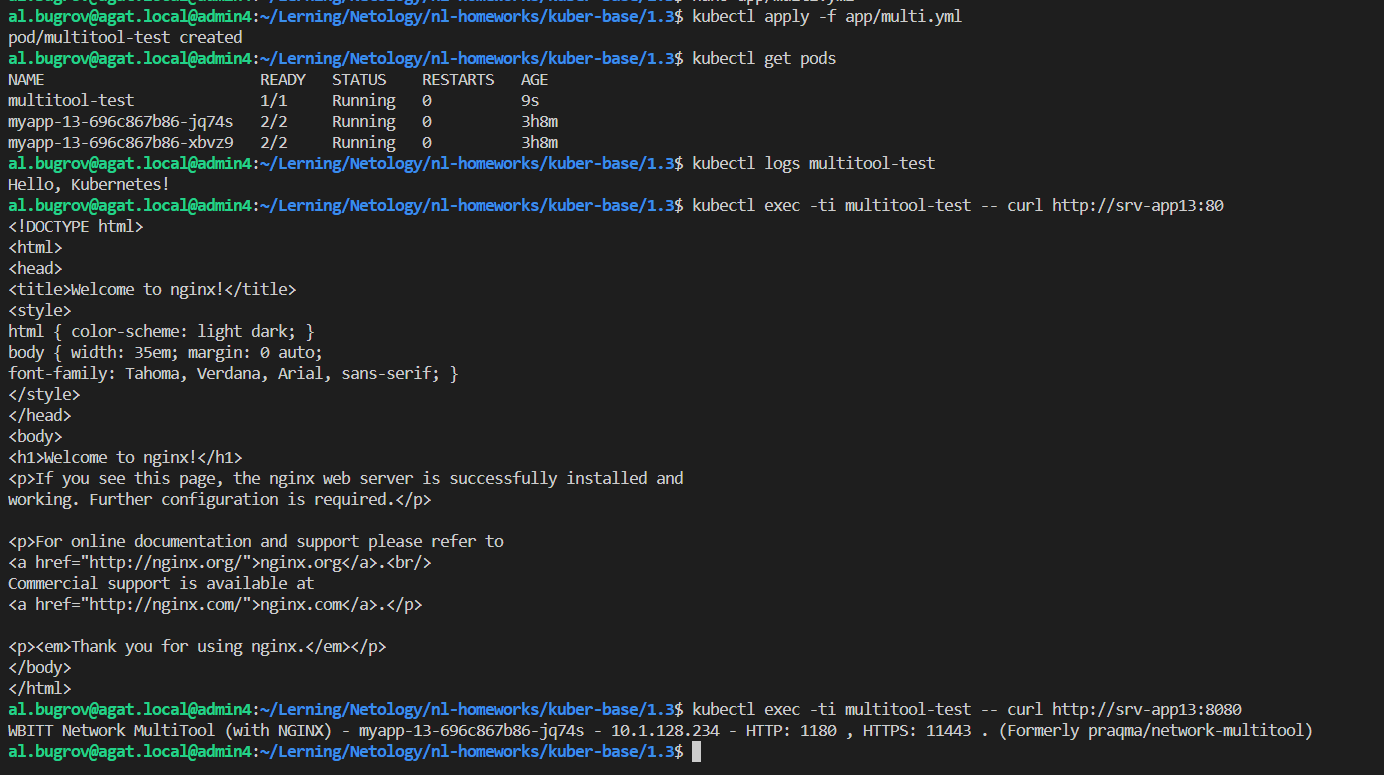 al.bugrov@agat.local@admin4:~/Lerning/Netology/nl-homeworks/kuber-base/1.3$ kubectl apply -f app/multi.yml
pod/multitool-test created
al.bugrov@agat.local@admin4:~/Lerning/Netology/nl-homeworks/kuber-base/1.3$ kubectl get pods
NAME                        READY   STATUS    RESTARTS   AGE
multitool-test              1/1     Running   0          9s
myapp-13-696c867b86-jq74s   2/2     Running   0          3h8m
myapp-13-696c867b86-xbvz9   2/2     Running   0          3h8m
al.bugrov@agat.local@admin4:~/Lerning/Netology/nl-homeworks/kuber-base/1.3$ kubectl logs multitool-test
Hello, Kubernetes!
al.bugrov@agat.local@admin4:~/Lerning/Netology/nl-homeworks/kuber-base/1.3$ kubectl exec -ti multitool-test -- curl http://srv-app13:80
<!DOCTYPE html>
<html>
<head>
<title>Welcome to nginx!</title>
<style>
html { color-scheme: light dark; }
body { width: 35em; margin: 0 auto;
font-family: Tahoma, Verdana, Arial, sans-serif; }
</style>
</head>
<body>
<h1>Welcome to nginx!</h1>
<p>If you see this page, the nginx web server is successfully installed and
working. Further configuration is required.</p>

<p>For online documentation and support please refer to
<a href="http://nginx.org/">nginx.org</a>.<br/>
Commercial support is available at
<a href="http://nginx.com/">nginx.com</a>.</p>

<p><em>Thank you for using nginx.</em></p>
</body>
</html>
al.bugrov@agat.local@admin4:~/Lerning/Netology/nl-homeworks/kuber-base/1.3$ kubectl exec -ti multitool-test -- curl http://srv-app13:8080
WBITT Network MultiTool (with NGINX) - myapp-13-696c867b86-jq74s - 10.1.128.234 - HTTP: 1180 , HTTPS: 11443 . (Formerly praqma/network-multitool)
al.bugrov@agat.local@admin4:~/Lerning/Netology/nl-homeworks/kuber-base/1.3$